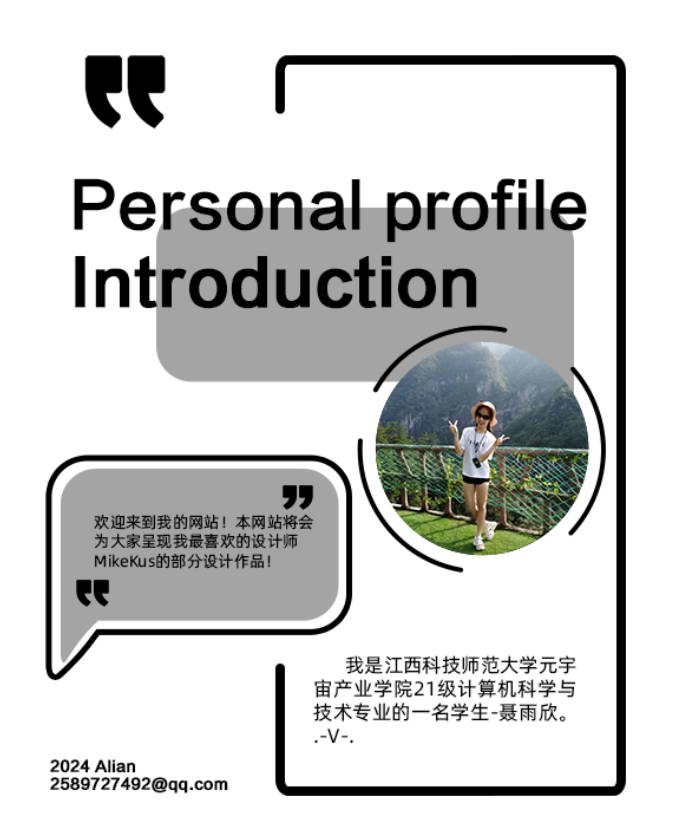 Personal profile
Introduction
欢迎来到我的网站！本网站将会
为大家呈现我最喜欢的设计师
MikeKus的部分设计作品！
我是江西科技师范大学元宇
宙产业学院21级计算机科学与
技术专业的一名学生-聂雨欣。
.-V-.
2024 Alian
2589727492@qq.com